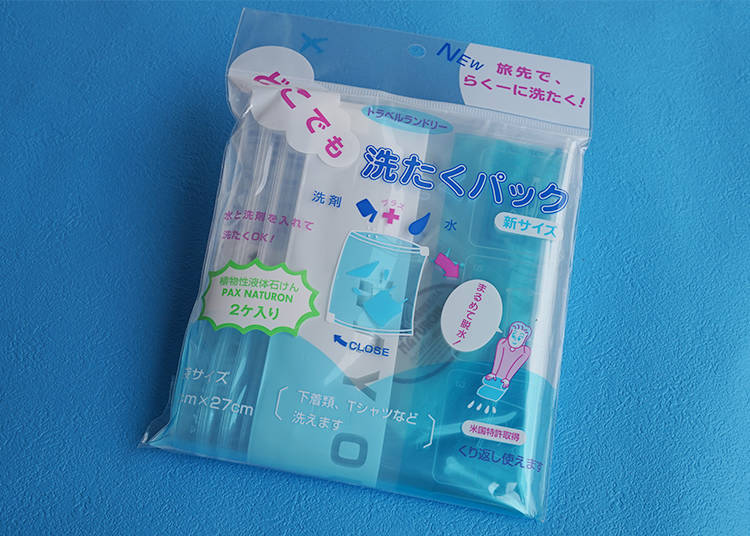 NEW
旅先で、
らくーに洗たく!
どこでも
トラベルランドリー
洗たくパック
新サイズ
洗剤
プラス
水
水と洗剤を入れて
洗たくOK!
植物性液体石けん
PAX NATURON
2ケ入り
まるめて脱水!
CLOSE
サイズ
cm×27cm
下着類、Tシャツなど
洗えます
米国特許取得
くり返し使えます